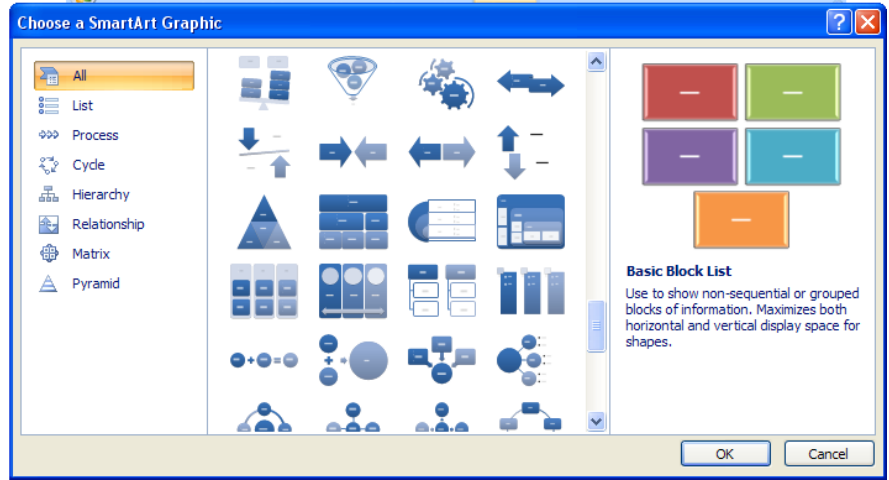 Choose a SmartArt Graphic
All
List
Process
Cycle
Hierarchy
Relationship
Matrix
Pyramid
Basic Block List
Use to show non-sequential or grouped
blocks of information. Maximizes both
horizontal and vertical display space for
shapes.
OK
Cancel